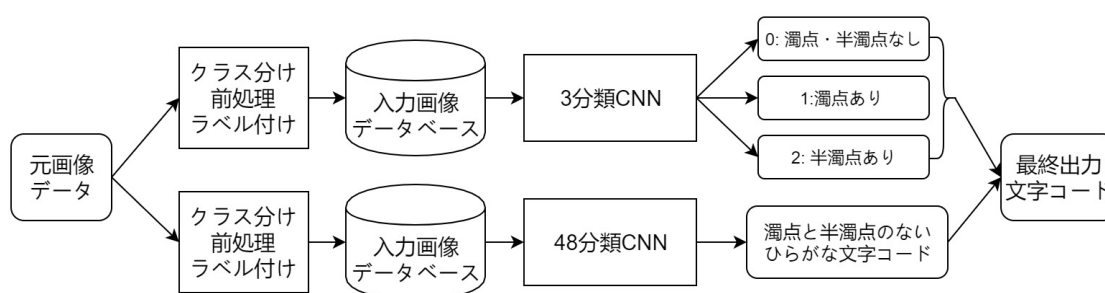 元画像
データ
クラス分け
前処理
ラベル付け
入力画像
データベース
3分類CNN
0: 濁点・半濁点なし
1:濁点あり
2: 半濁点あり
クラス分け
前処理
ラベル付け
入力画像
データベース
48分類CNN
濁点と半濁点のない
ひらがな文字コード
最終出力
文字コード